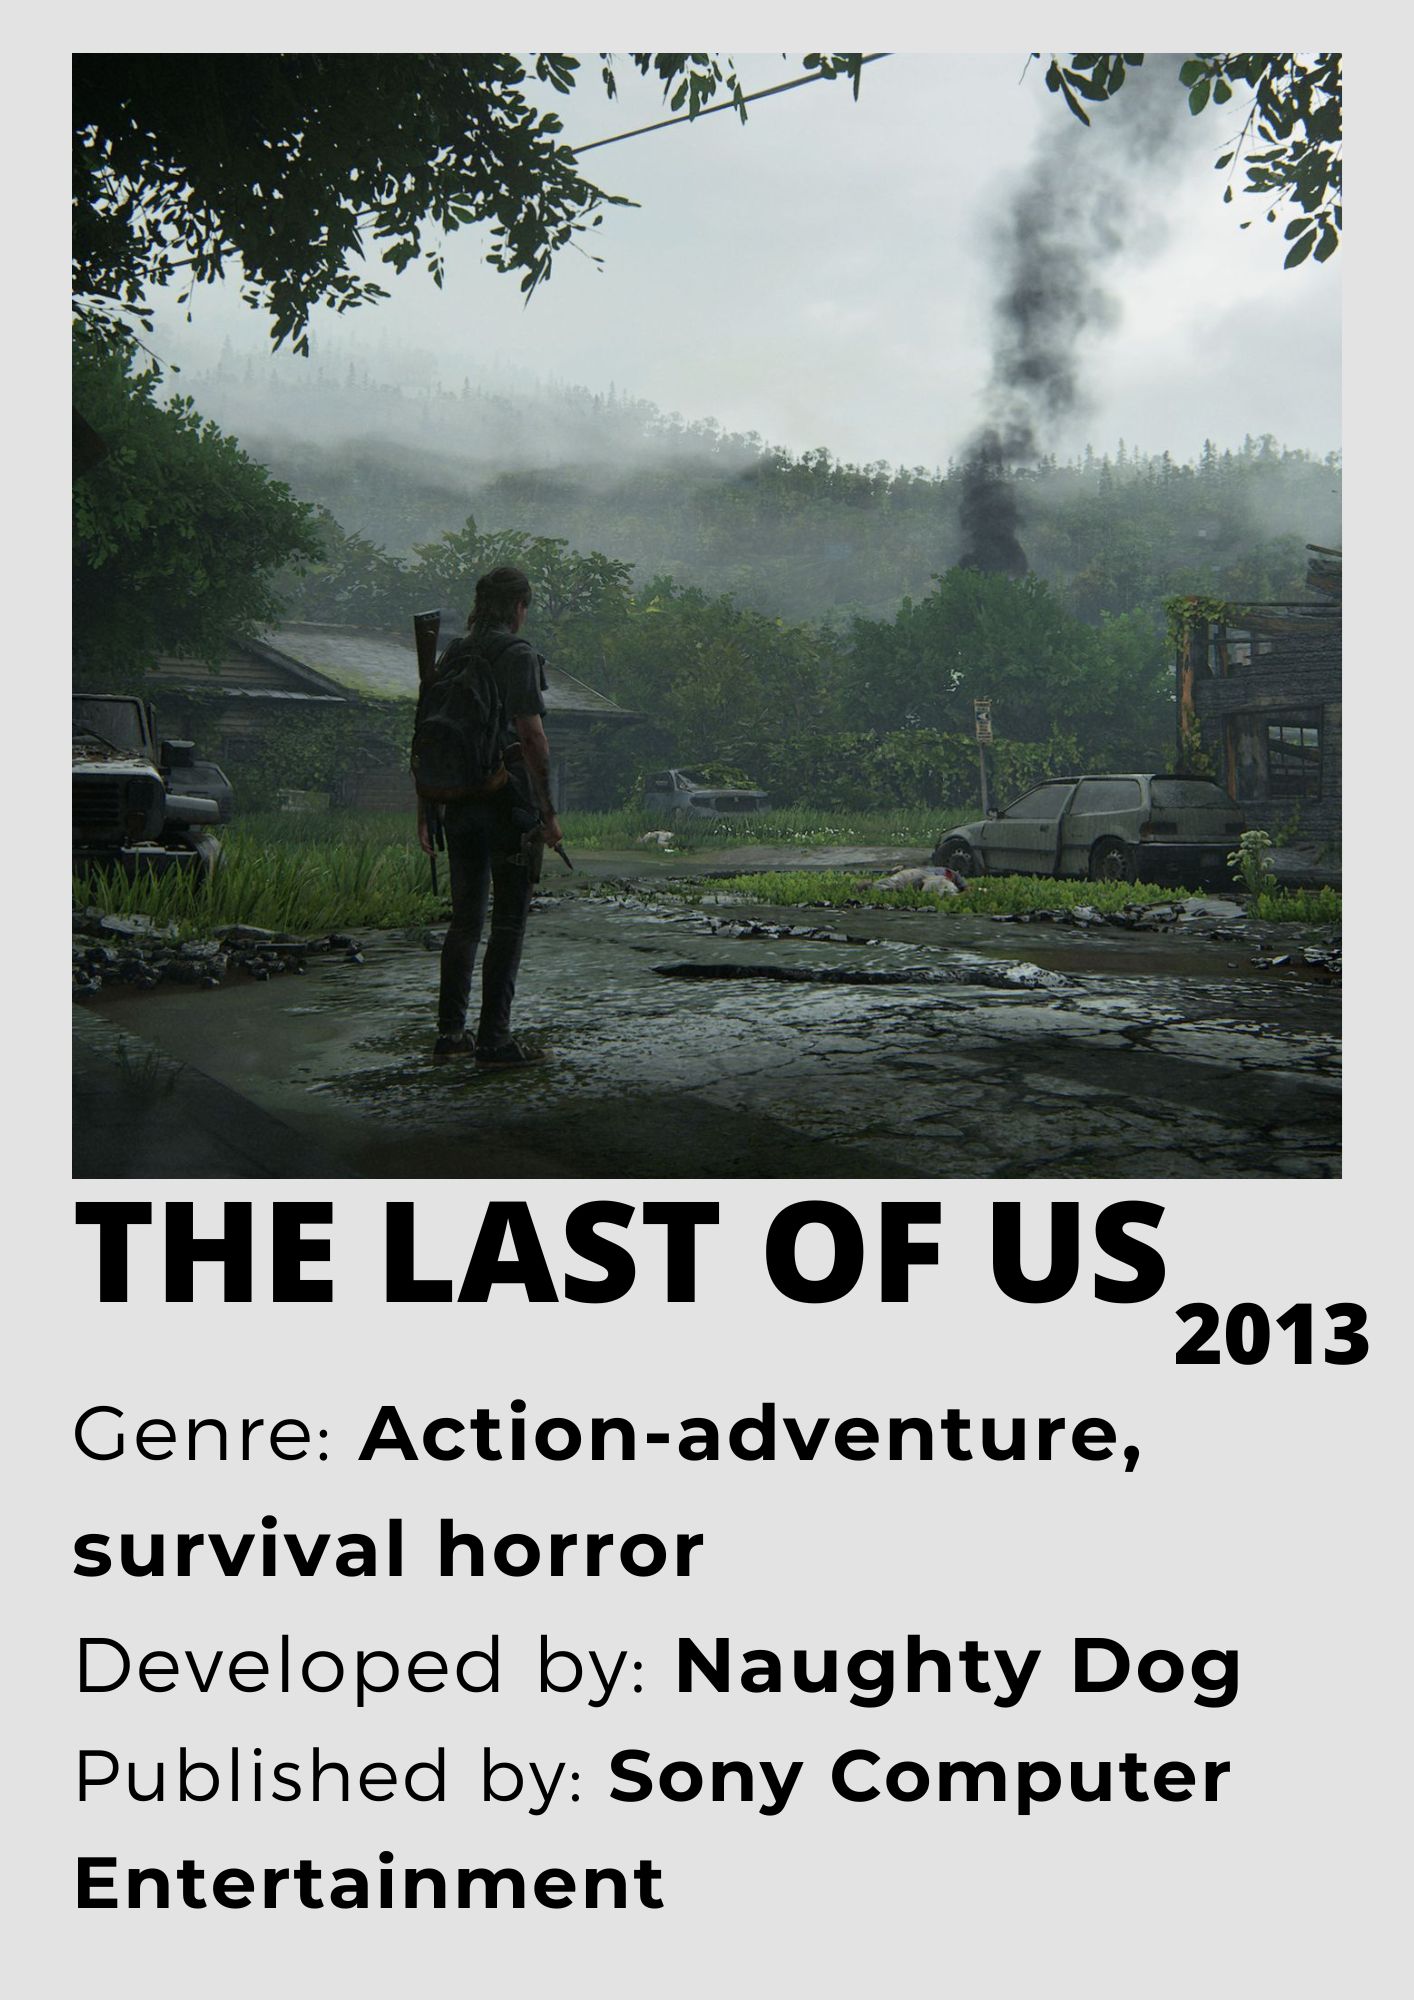 THE LAST OF US
2013
Genre: Action-adventure,
survival horror
Developed by: Naughty Dog
Published by: Sony Computer
Entertainment